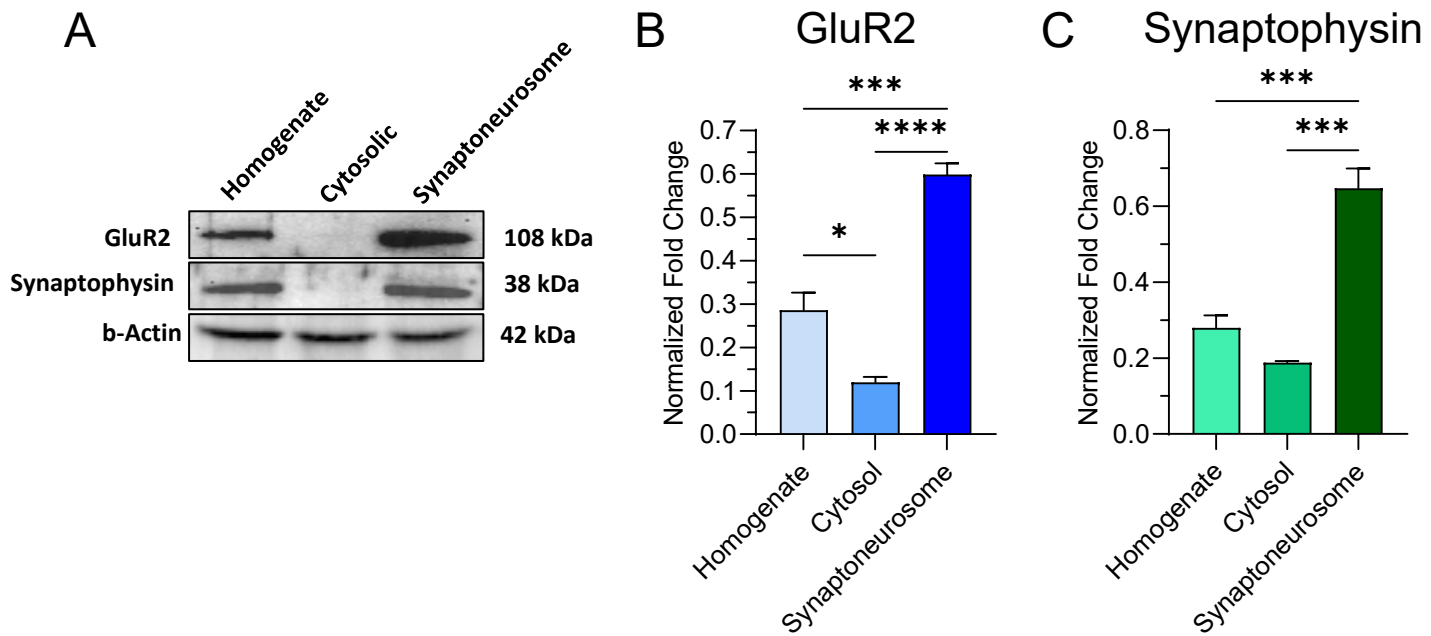 A
Homogenate
Cytosolic
Synaptoneurosome
GluR2
108 kDa
Synaptophysin
38 kDa
b-Actin
42 kDa
B
GluR2
Normalized Fold Change
0.7
0.6
0.5
0.4
0.3
0.2
0.1
0.0
***
****
*
Homogenate
Cytosol
Synaptoneurosome
C
Synaptophysin
Normalized Fold Change
0.8
0.6
0.4
0.2
0.0
***
***
Homogenate
Cytosol
Synaptoneurosome